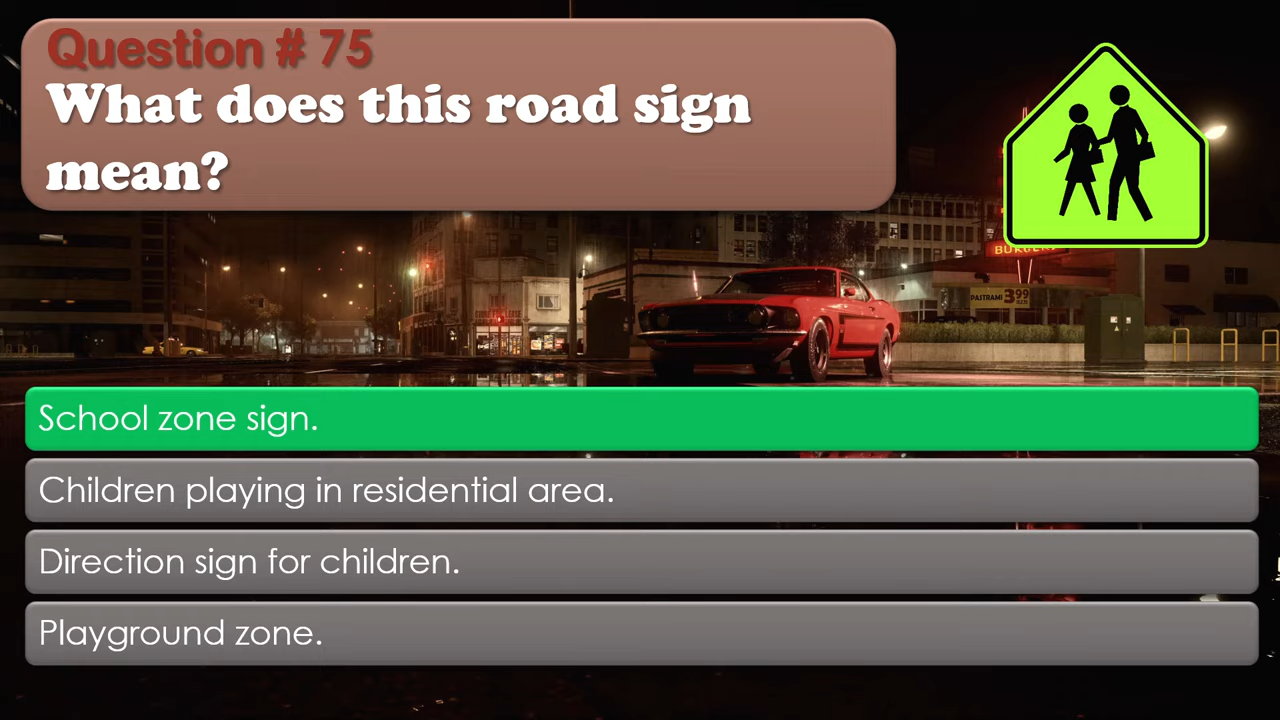 Question # 75
What does this road sign
mean?
BURGERS
PASTRAMI 3.99
School zone sign.
Children playing in residential area.
Direction sign for children.
Playground zone.